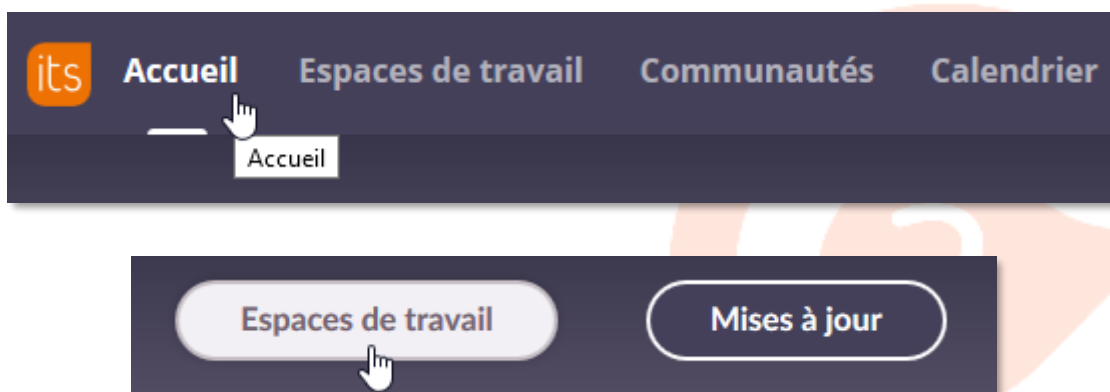 its Accueil Espaces de travail Communautés Calendrier
Accueil
Espaces de travail Mises à jour